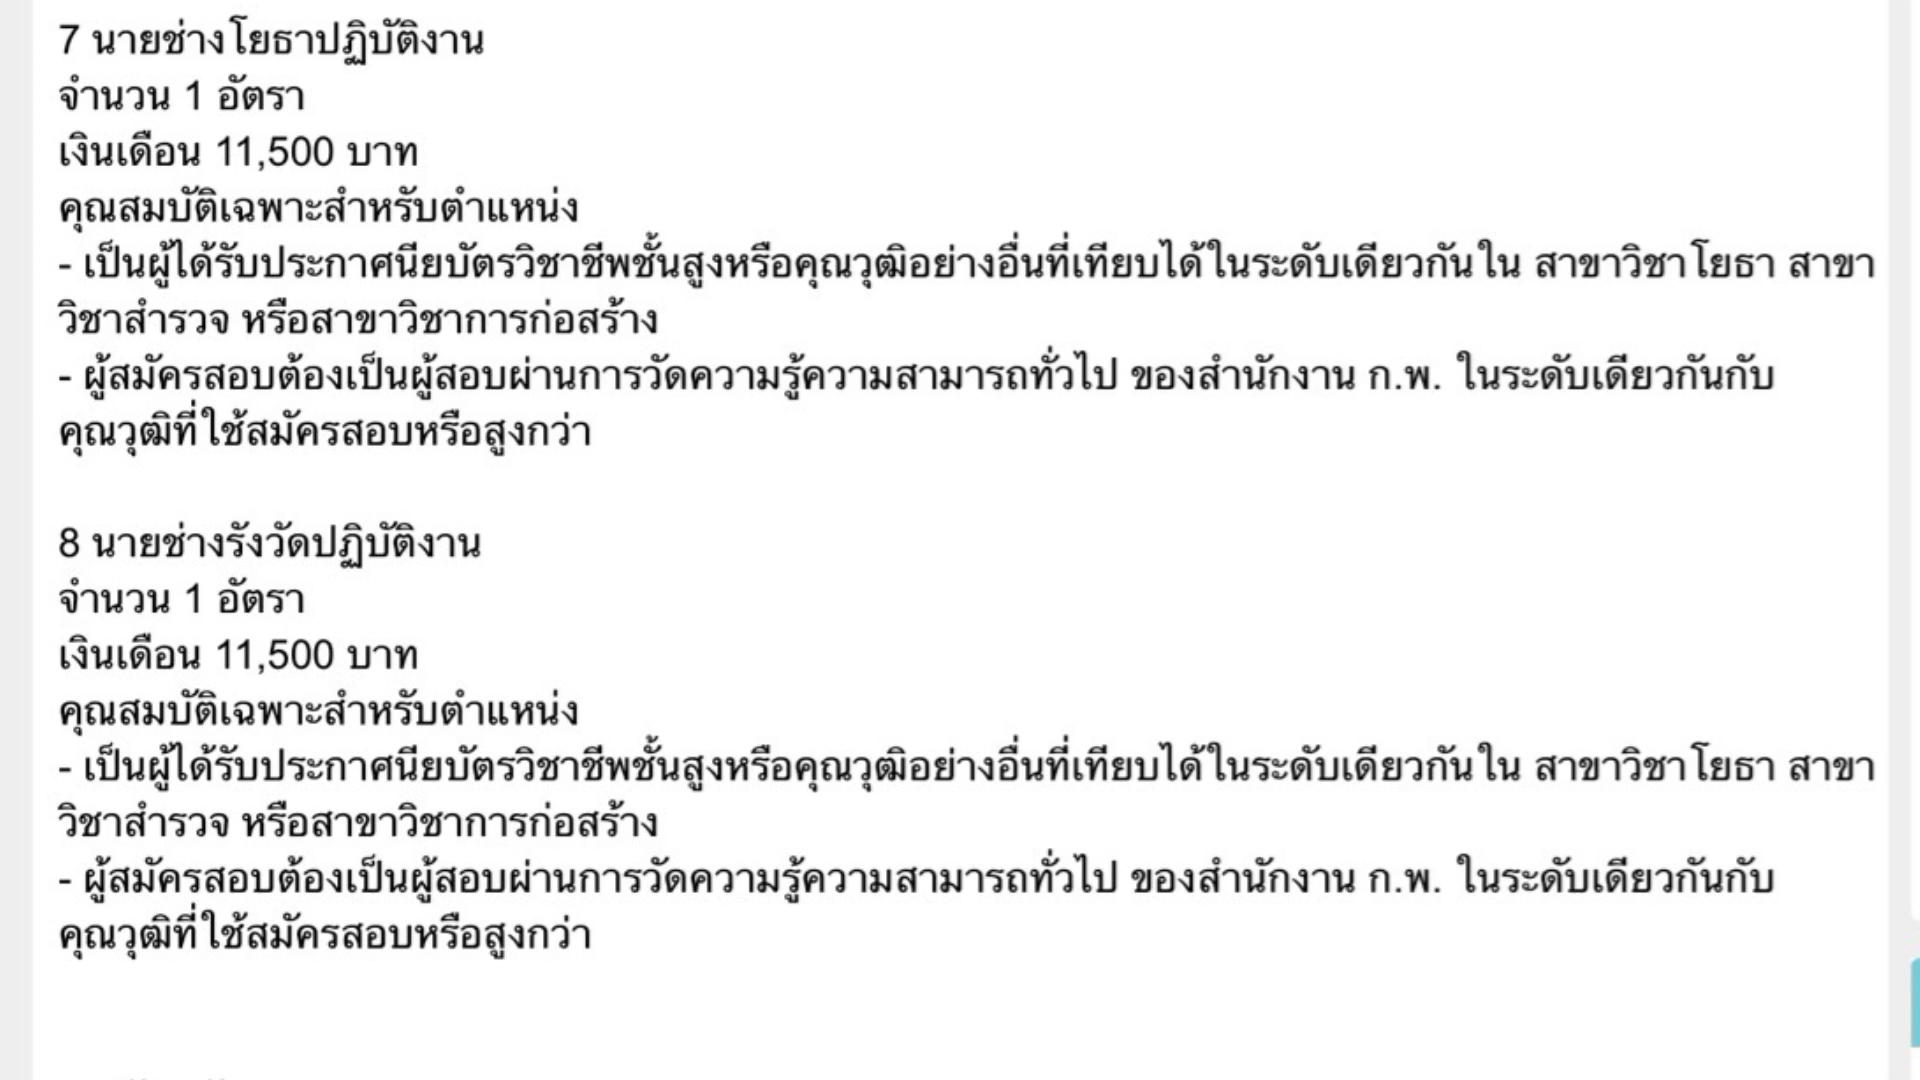 7 นายช่างโยธาปฏิบัติงาน
จำนวน 1 อัตรา
เงินเดือน 11,500 บาท
คุณสมบัติเฉพาะสำหรับตำแหน่ง
- เป็นผู้ได้รับประกาศนียบัตรวิชาชีพชั้นสูงหรือคุณวุฒิอย่างอื่นที่เทียบได้ในระดับเดียวกันใน สาขาวิชาโยธา สาขา
วิชาสำรวจ หรือสาขาวิชาการก่อสร้าง
- ผู้สมัครสอบต้องเป็นผู้สอบผ่านการวัดความรู้ความสามารถทั่วไป ของสำนักงาน ก.พ. ในระดับเดียวกันกับ
คุณวุฒิที่ใช้สมัครสอบหรือสูงกว่า
8 นายช่างรังวัดปฏิบัติงาน
จำนวน 1 อัตรา
เงินเดือน 11,500 บาท
คุณสมบัติเฉพาะสำหรับตำแหน่ง
- เป็นผู้ได้รับประกาศนียบัตรวิชาชีพชั้นสูงหรือคุณวุฒิอย่างอื่นที่เทียบได้ในระดับเดียวกันใน สาขาวิชาโยธา สาขา
วิชาสำรวจ หรือสาขาวิชาการก่อสร้าง
- ผู้สมัครสอบต้องเป็นผู้สอบผ่านการวัดความรู้ความสามารถทั่วไป ของสำนักงาน ก.พ. ในระดับเดียวกันกับ
คุณวุฒิที่ใช้สมัครสอบหรือสูงกว่า